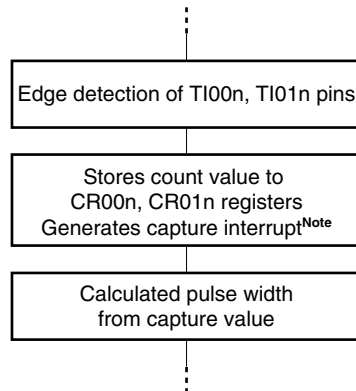 Edge detection of TI00n, TI01n pins
Stores count value to
CR00n, CR01n registers
Generates capture interruptNote
Calculated pulse width
from capture value